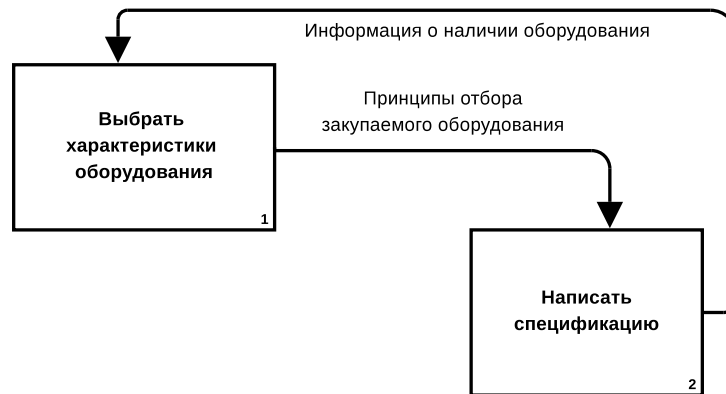 Информация о наличии оборудования
Принципы отбора
закупаемого оборудования
Выбрать
характеристики
оборудования
1
Написать
спецификацию
2